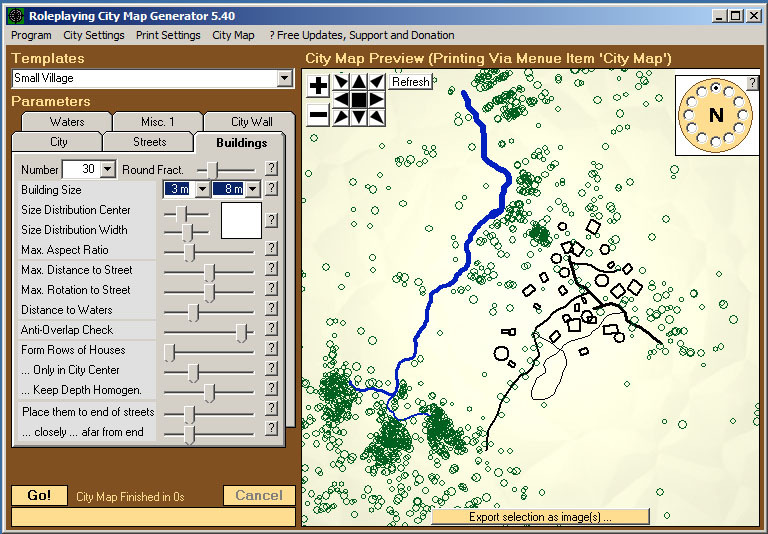 Roleplaying City Map Generator 5.40
Program City Settings Print Settings City Map ? Free Updates, Support and Donation
Templates
Small Village
Parameters
Waters Misc. 1 City Wall
City Streets Buildings
Number 30 Round Fract. ?
Building Size 3 m 8 m ?
Size Distribution Center
Size Distribution Width ?
Max. Aspect Ratio ?
Max. Distance to Street ?
Max. Rotation to Street ?
Distance to Waters ?
Anti-Overlap Check ?
Form Rows of Houses ?
... Only in City Center ?
... Keep Depth Homogen. ?
Place them to end of streets ?
... closely ... afar from end ?
Go! City Map Finished in 0s Cancel
City Map Preview (Printing Via Menue Item 'City Map')
+ Refresh ?
−
N
Export selection as image(s) ...